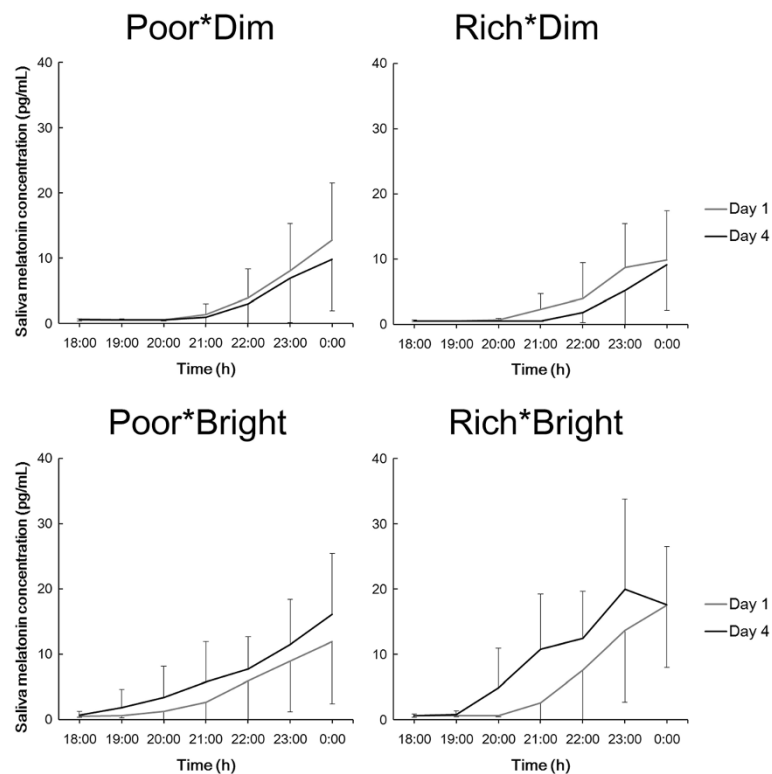 Poor*Dim
Saliva melatonin concentration (pg/mL)
40
30
20
10
0
18:00 19:00 20:00 21:00 22:00 23:00 0:00
Time (h)
Rich*Dim
40
30
20
10
0
18:00 19:00 20:00 21:00 22:00 23:00 0:00
Time (h)
Day 1
Day 4
Poor*Bright
Saliva melatonin concentration (pg/mL)
40
30
20
10
0
18:00 19:00 20:00 21:00 22:00 23:00 0:00
Time (h)
Rich*Bright
40
30
20
10
0
18:00 19:00 20:00 21:00 22:00 23:00 0:00
Time (h)
Day 1
Day 4